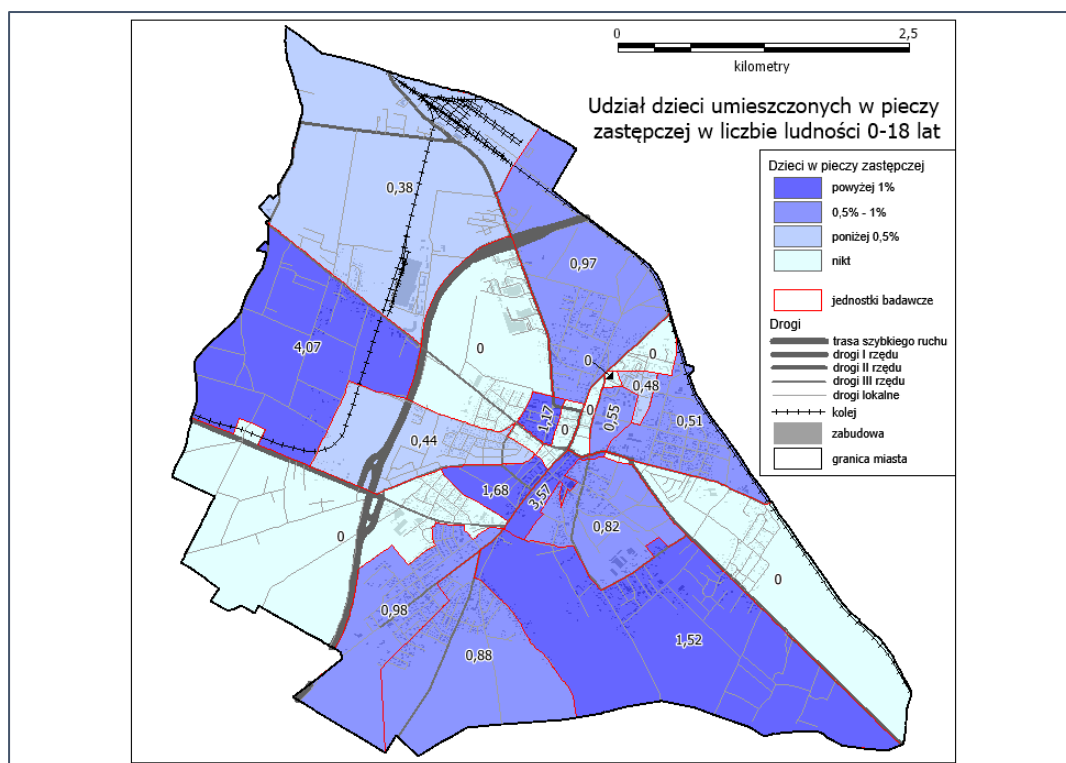 0 2,5
kilometry
Udział dzieci umieszczonych w pieczy
zastępczej w liczbie ludności 0-18 lat
Dzieci w pieczy zastępczej
powyżej 1%
0,5% - 1%
poniżej 0,5%
nikt
jednostki badawcze
Drogi
trasa szybkiego ruchu
drogi I rzędu
drogi II rzędu
drogi III rzędu
drogi lokalne
kolej
zabudowa
granica miasta
0,38
0,97
4,07
0
0
0
0,48
0,51
1,17
0
0
0,55
0,44
1,68
3,57
0,82
0
0
0,98
0,88
1,52